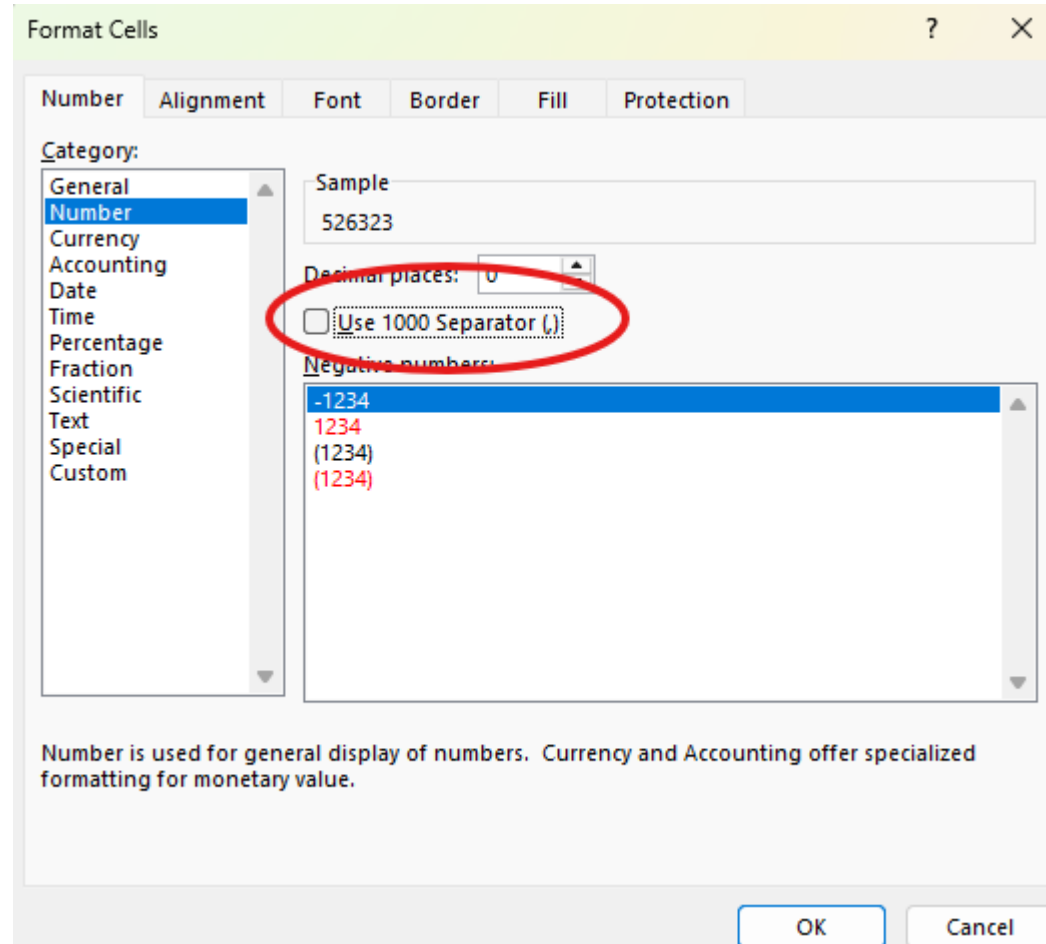 Format Cells
?
Number Alignment Font Border Fill Protection
Category:
General
Number
Currency
Accounting
Date
Time
Percentage
Fraction
Scientific
Text
Special
Custom
Sample
526323
Decimal places: 0
Use 1000 Separator (,)
Negative numbers:
-1234
1234
(1234)
(1234)
Number is used for general display of numbers. Currency and Accounting offer specialized
formatting for monetary value.
OK Cancel